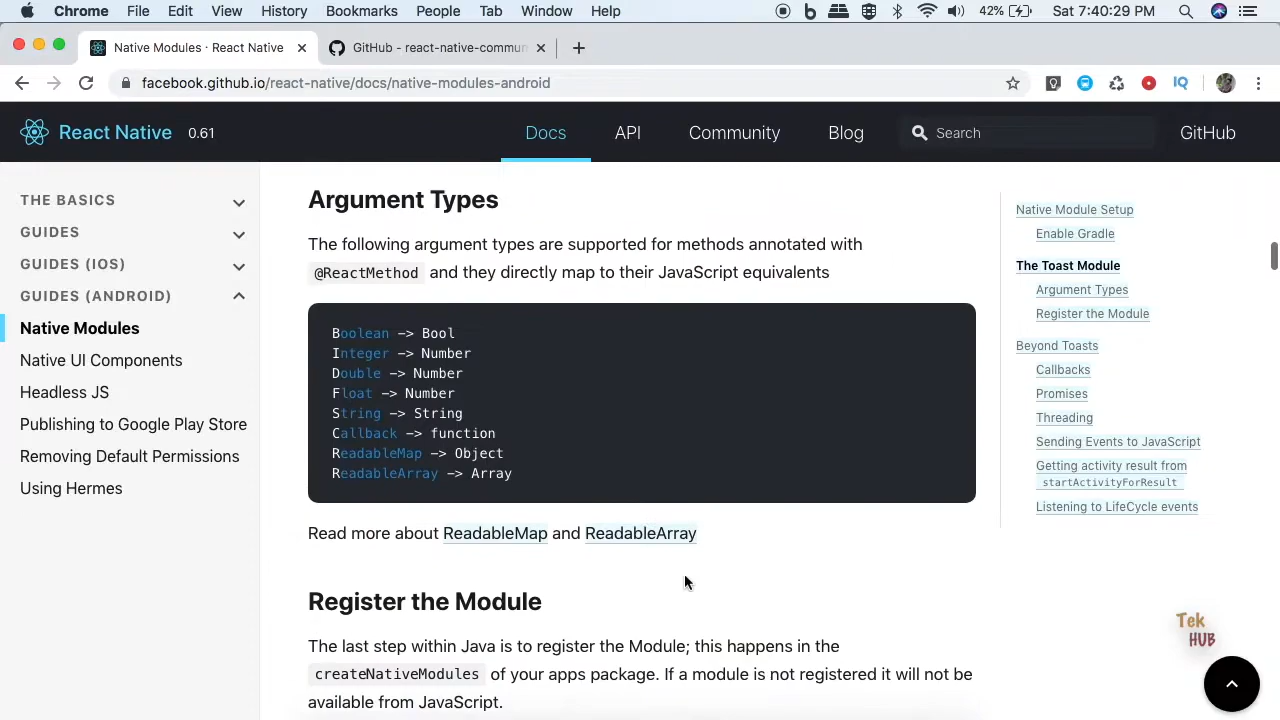 Chrome File Edit View History Bookmarks People Tab Window Help 42% Sat 7:40:29 PM
Native Modules · React Native
GitHub - react-native-commun
facebook.github.io/react-native/docs/native-modules-android
React Native 0.61 Docs API Community Blog Search GitHub
THE BASICS
GUIDES
GUIDES (IOS)
GUIDES (ANDROID)
Native Modules
Native UI Components
Headless JS
Publishing to Google Play Store
Removing Default Permissions
Using Hermes
Argument Types
The following argument types are supported for methods annotated with
@ReactMethod and they directly map to their JavaScript equivalents
Boolean -> Bool
Integer -> Number
Double -> Number
Float -> Number
String -> String
Callback -> function
ReadableMap -> Object
ReadableArray -> Array
Read more about ReadableMap and ReadableArray
Register the Module
The last step within Java is to register the Module; this happens in the
createNativeModules of your apps package. If a module is not registered it will not be
available from JavaScript.
Native Module Setup
Enable Gradle
The Toast Module
Argument Types
Register the Module
Beyond Toasts
Callbacks
Promises
Threading
Sending Events to JavaScript
Getting activity result from
startActivityForResult
Listening to LifeCycle events
Tek
HUB